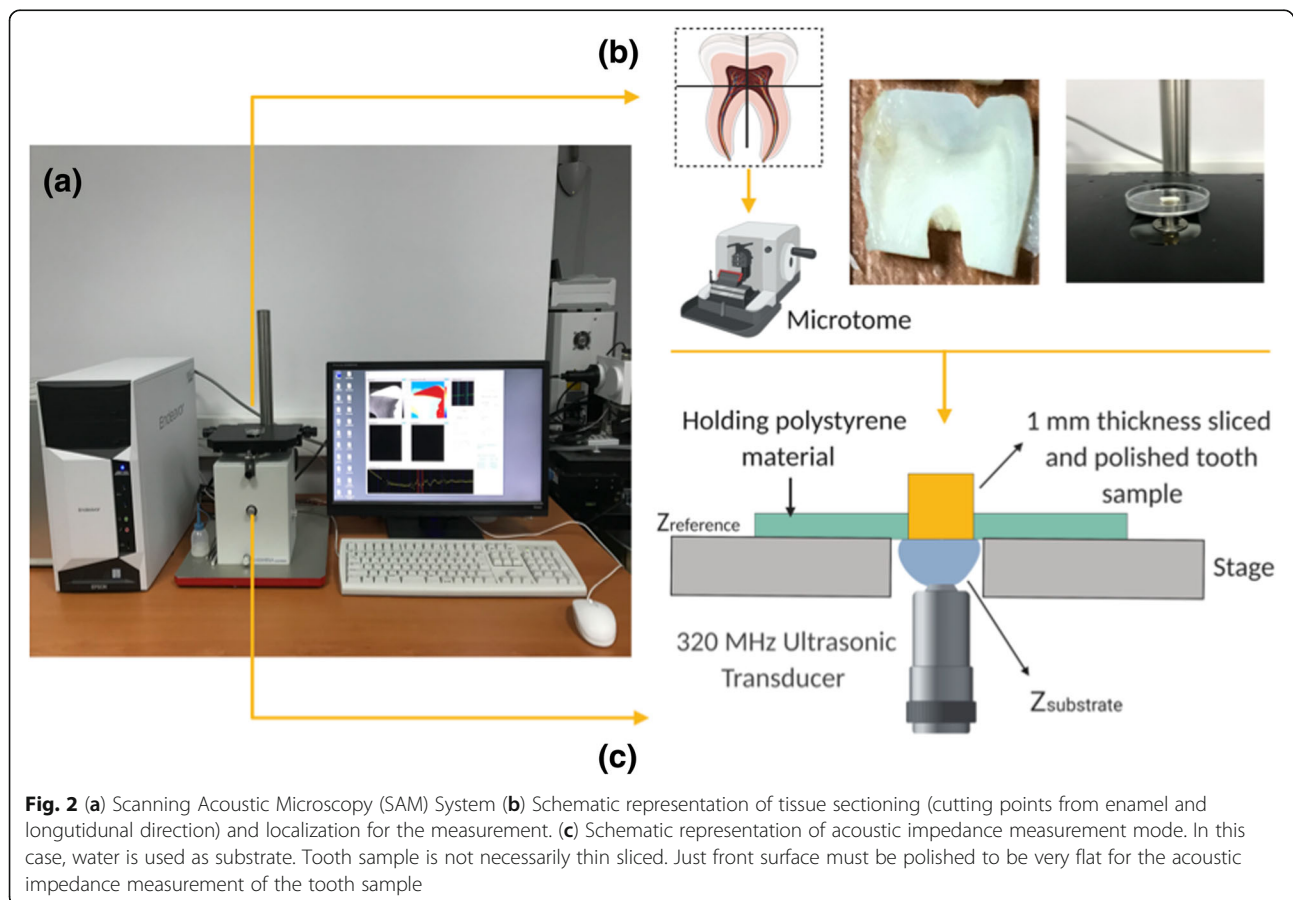 (b)
(a)
Endeavor
Microtome
Holding polystyrene
material
1 mm thickness sliced
and polished tooth
sample
Zreference
Stage
320 MHz Ultrasonic
Transducer
Zsubstrate
(c)
EPSON
Fig. 2 (a) Scanning Acoustic Microscopy (SAM) System (b) Schematic representation of tissue sectioning (cutting points from enamel and
longutidunal direction) and localization for the measurement. (c) Schematic representation of acoustic impedance measurement mode. In this
case, water is used as substrate. Tooth sample is not necessarily thin sliced. Just front surface must be polished to be very flat for the acoustic
impedance measurement of the tooth sample